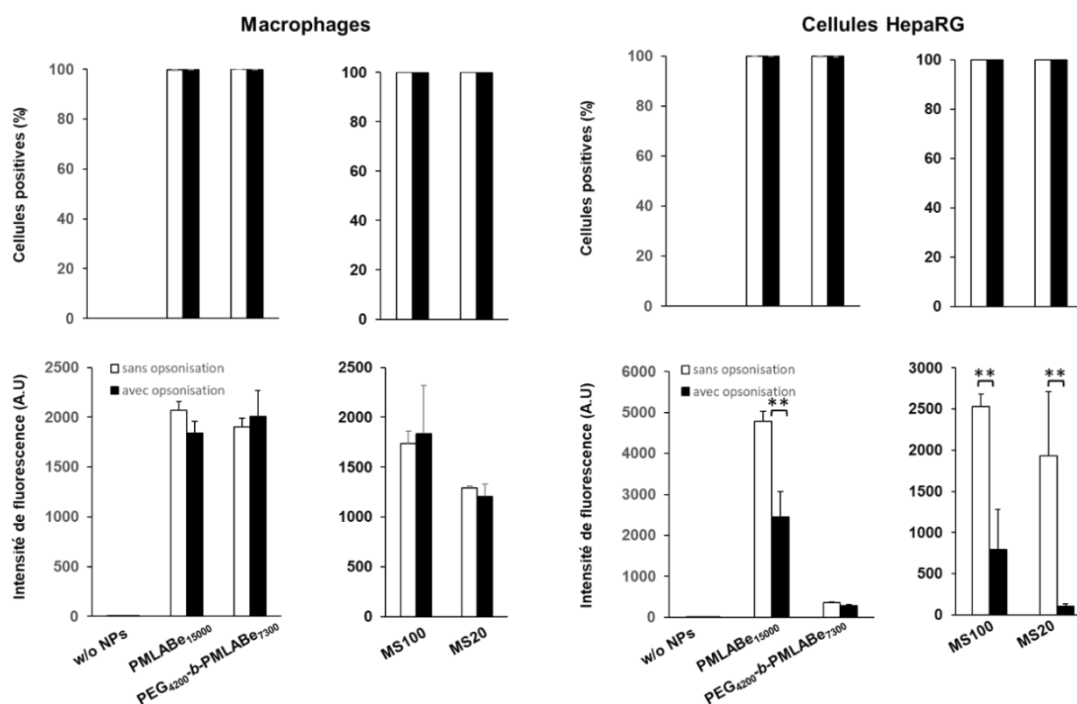 Macrophages
Cellules HepaRG
Cellules positives (%)
100
80
60
40
20
0
100
80
60
40
20
0
Cellules positives (%)
100
80
60
40
20
0
100
80
60
40
20
0
Intensité de fluorescence (A.U)
2500
2000
1500
1000
500
0
sans opsonisation
avec opsonisation
w/o NPs
PMLABe15000
PEG4200-b-PMLABe7300
2500
2000
1500
1000
500
0
MS100
MS20
Intensité de fluorescence (A.U)
6000
5000
4000
3000
2000
1000
0
sans opsonisation
avec opsonisation
**
w/o NPs
PMLABe15000
PEG4200-b-PMLABe7300
3000
2500
2000
1500
1000
500
0
**
**
MS100
MS20